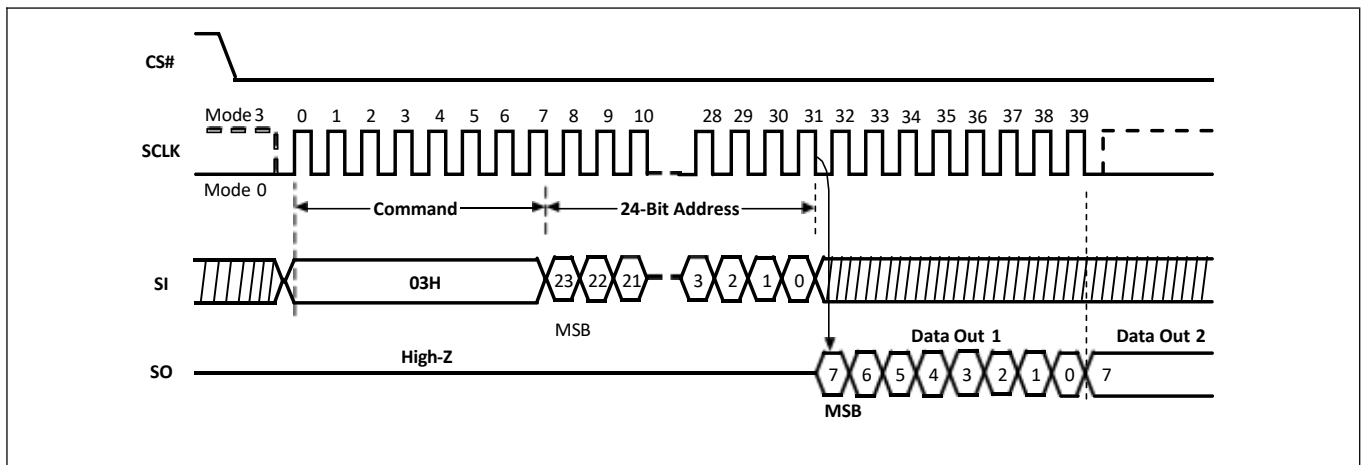 CS#
Mode 3 0 1 2 3 4 5 6 7 8 9 10 28 29 30 31 32 33 34 35 36 37 38 39
SCLK
Mode 0
Command 24-Bit Address
SI 03H 23 22 21 3 2 1 0
MSB
High-Z Data Out 1 Data Out 2
SO 7 6 5 4 3 2 1 0 7
MSB